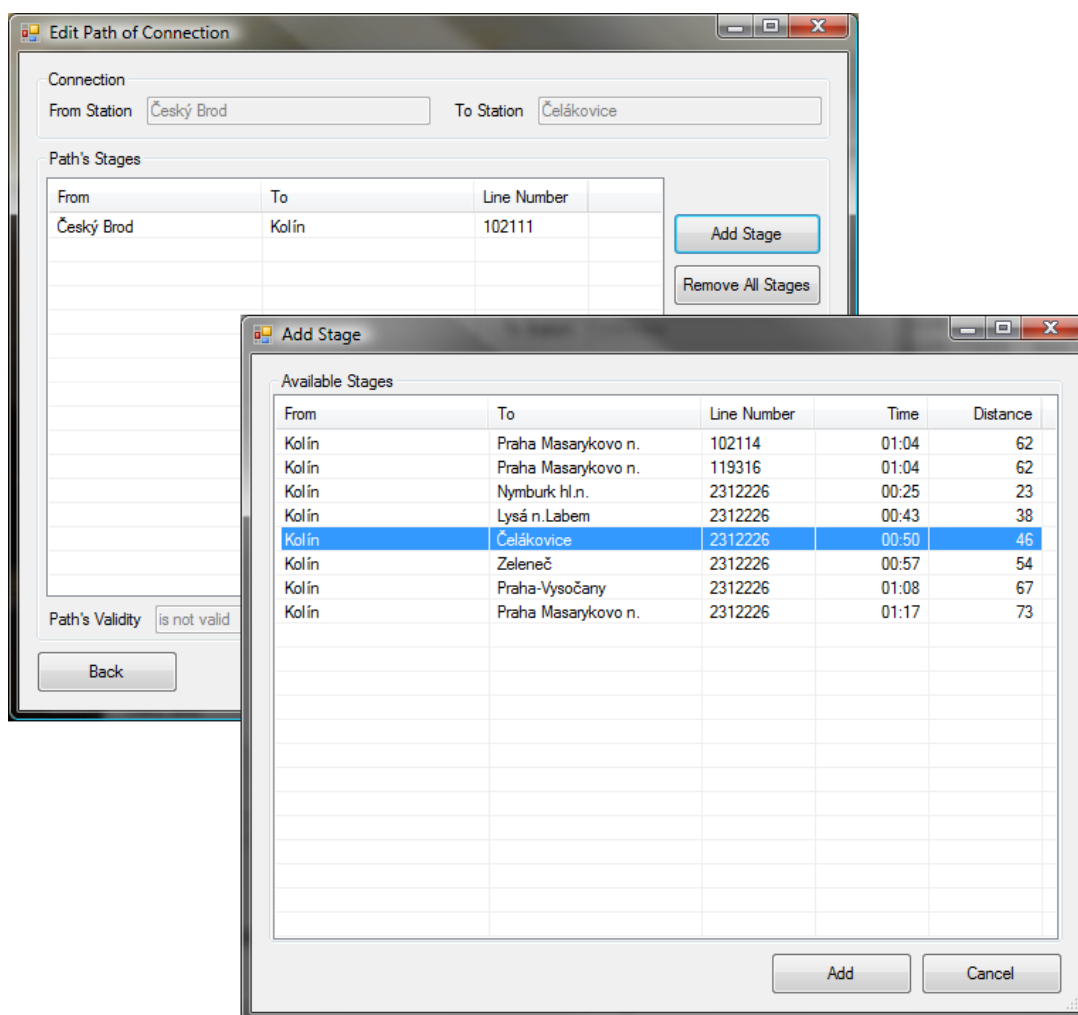 Edit Path of Connection
Connection
From Station Český Brod To Station Čelákovice
Path's Stages
From To Line Number
Český Brod Kolín 102111
Add Stage
Remove All Stages
Path's Validity is not valid
Back
Add Stage
Available Stages
From To Line Number Time Distance
Kolín Praha Masarykovo n. 102114 01:04 62
Kolín Praha Masarykovo n. 119316 01:04 62
Kolín Nymburk hl.n. 2312226 00:25 23
Kolín Lysá n.Labem 2312226 00:43 38
Kolín Čelákovice 2312226 00:50 46
Kolín Zeleneč 2312226 00:57 54
Kolín Praha-Vysočany 2312226 01:08 67
Kolín Praha Masarykovo n. 2312226 01:17 73
Add Cancel